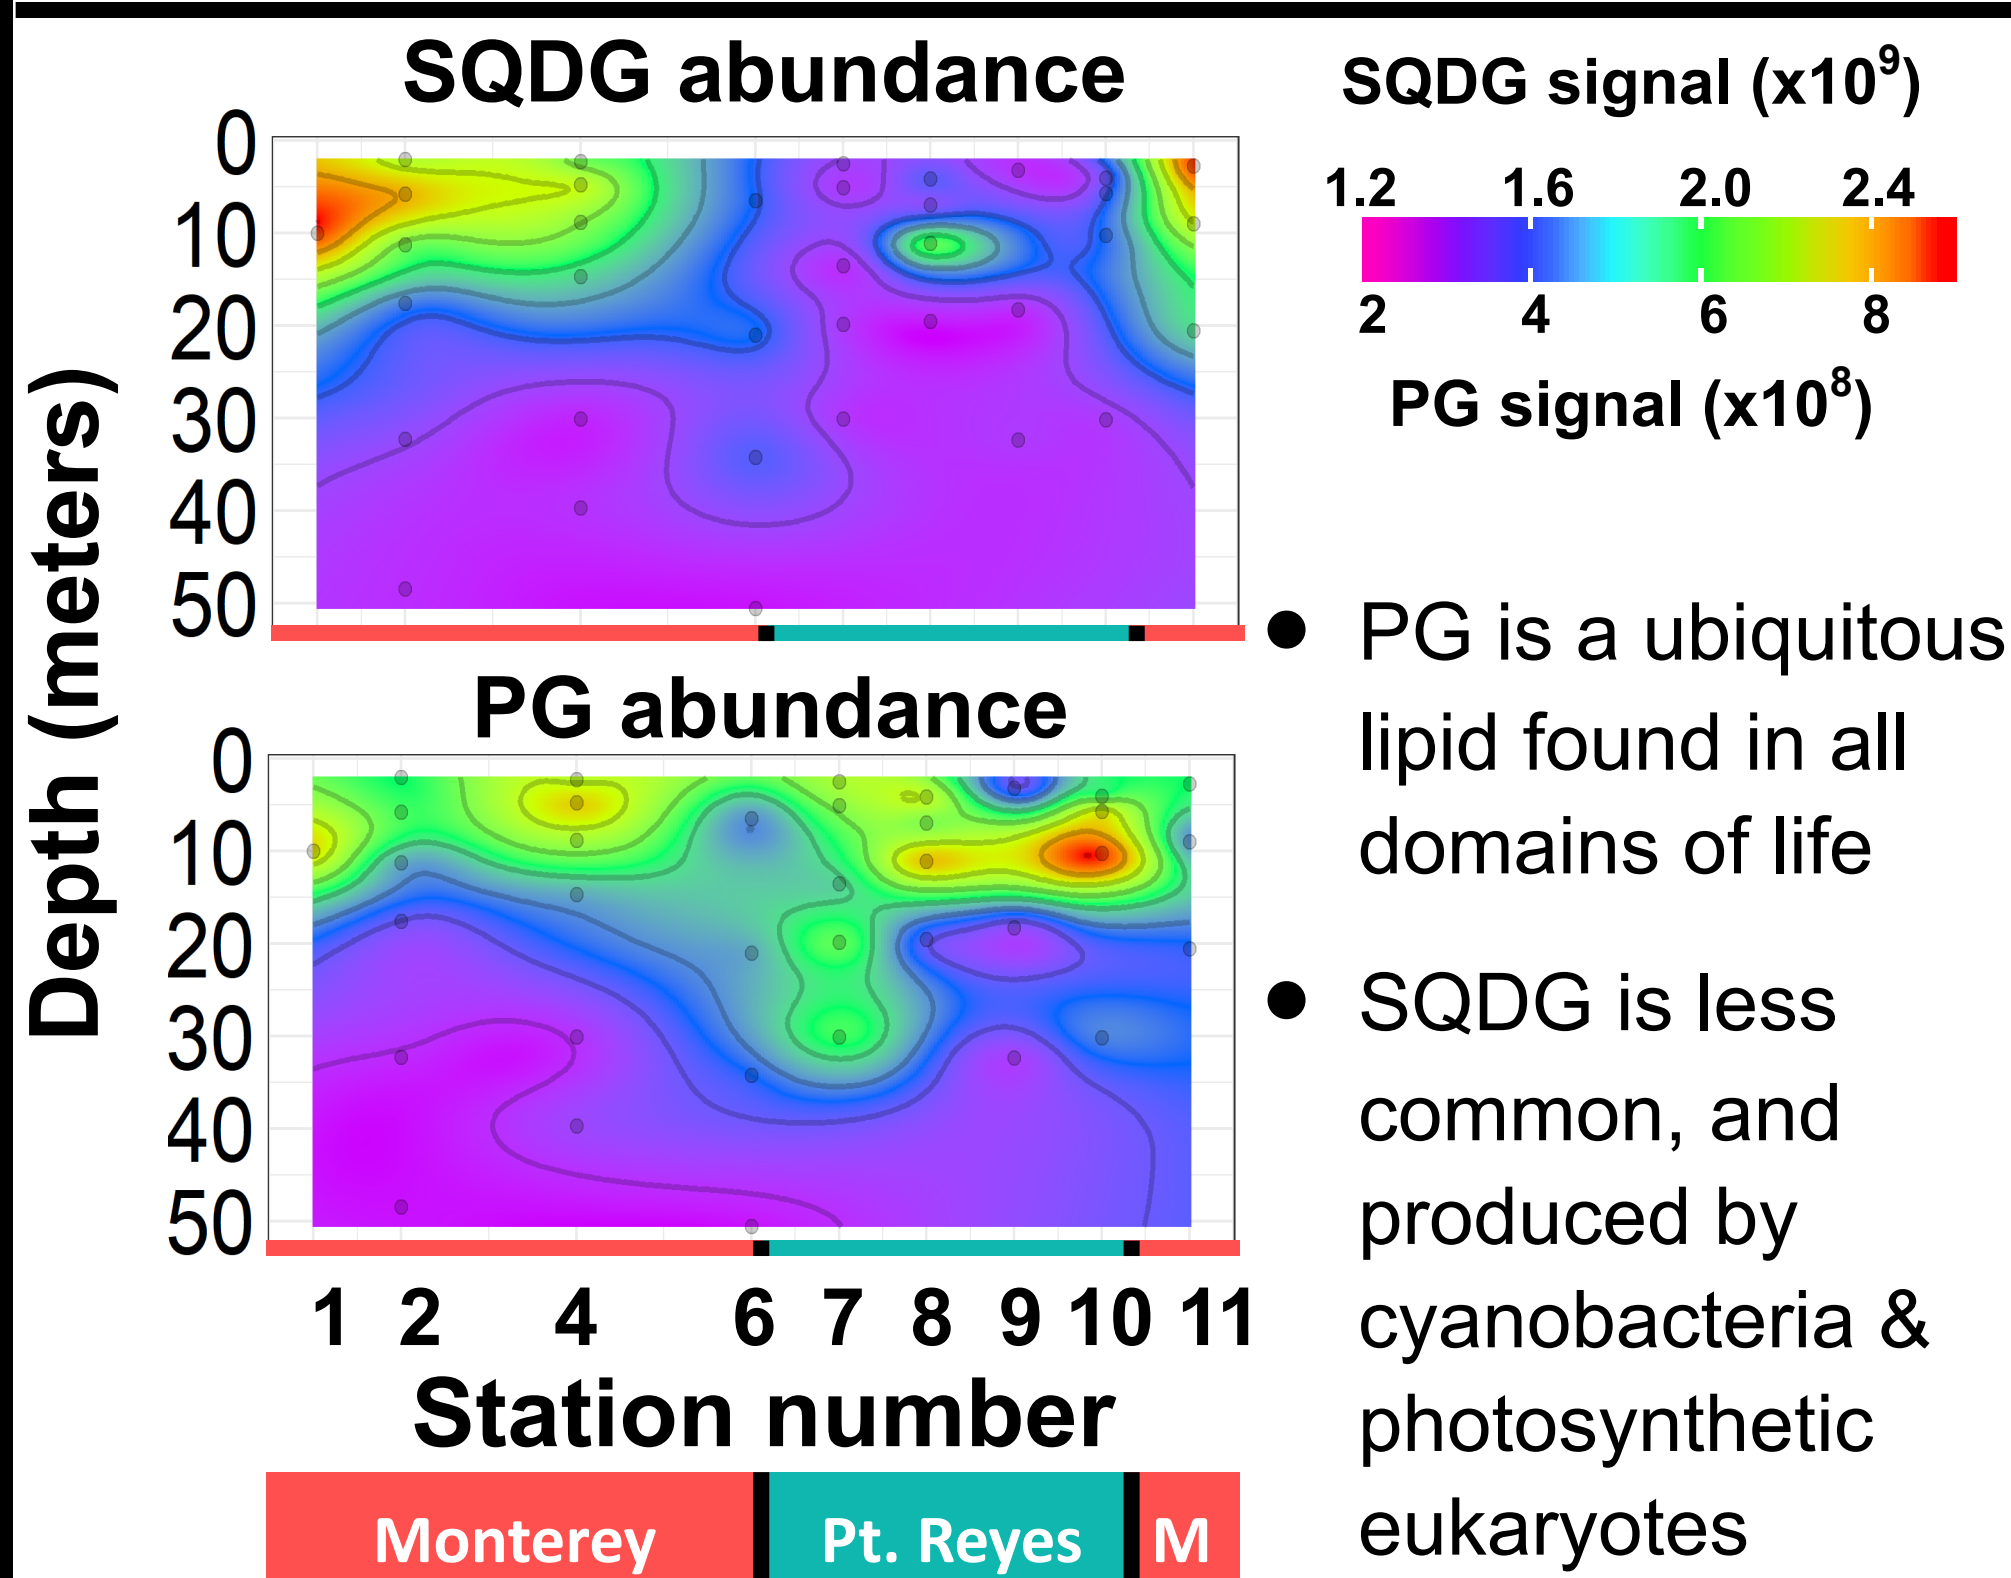 SQDG abundance
SQDG signal (x10⁹)
1.2 1.6 2.0 2.4
2 4 6 8
PG signal (x10⁸)
Depth (meters)
0
10
20
30
40
50
PG abundance
0
10
20
30
40
50
1 2 4 6 7 8 9 10 11
Station number
Monterey Pt. Reyes M
● PG is a ubiquitous
lipid found in all
domains of life
● SQDG is less
common, and
produced by
cyanobacteria &
photosynthetic
eukaryotes